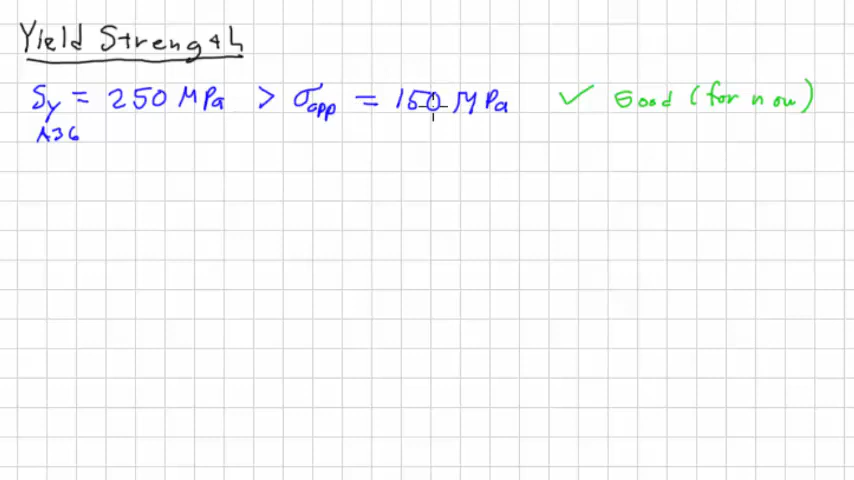 Yield Strength
Sy = 250 MPa > σapp = 150 MPa ✓ Good (for now)
A36